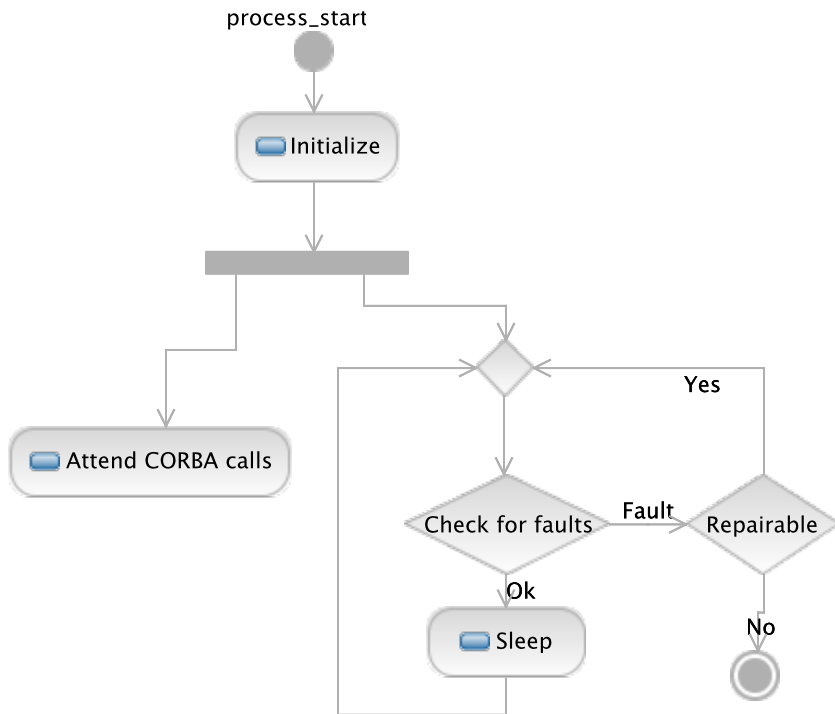 process_start
Initialize
Attend CORBA calls
Yes
Check for faults
Fault
Repairable
Ok
Sleep
No